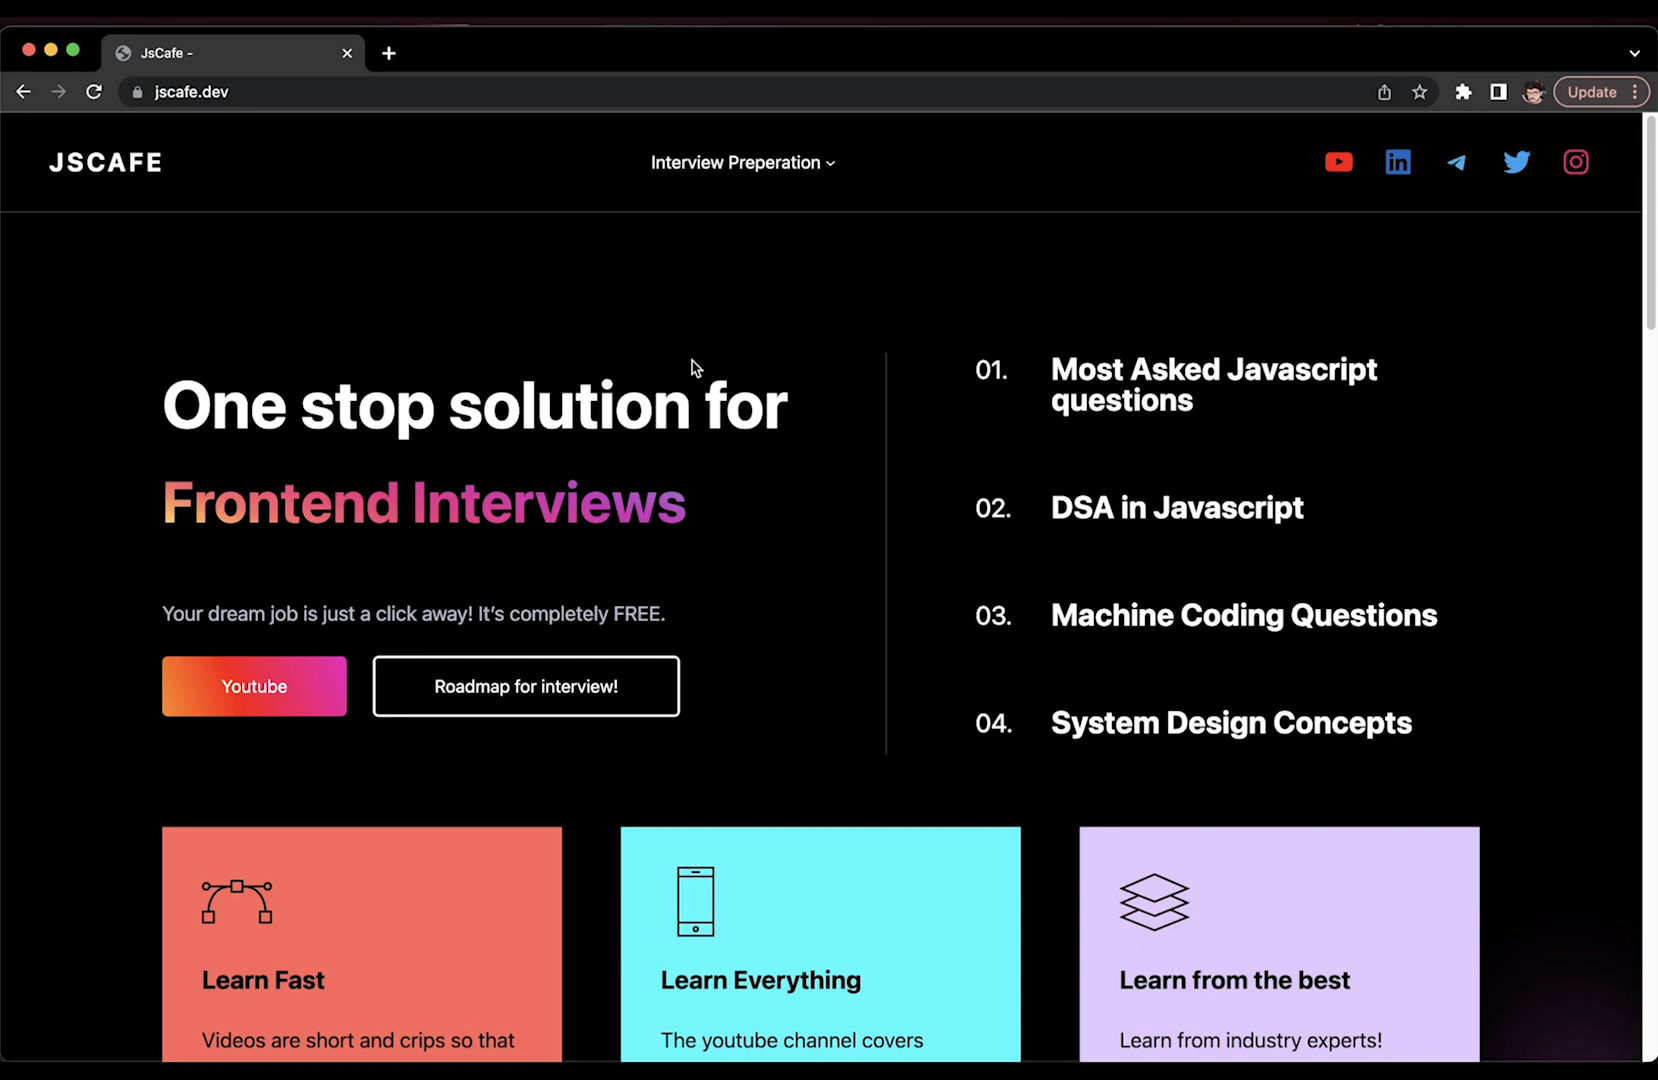 JsCafe -
jscafe.dev
Update
JSCAFE
Interview Preperation
One stop solution for
Frontend Interviews
Your dream job is just a click away! It’s completely FREE.
Youtube
Roadmap for interview!
01. Most Asked Javascript
questions
02. DSA in Javascript
03. Machine Coding Questions
04. System Design Concepts
Learn Fast
Videos are short and crips so that
Learn Everything
The youtube channel covers
Learn from the best
Learn from industry experts!